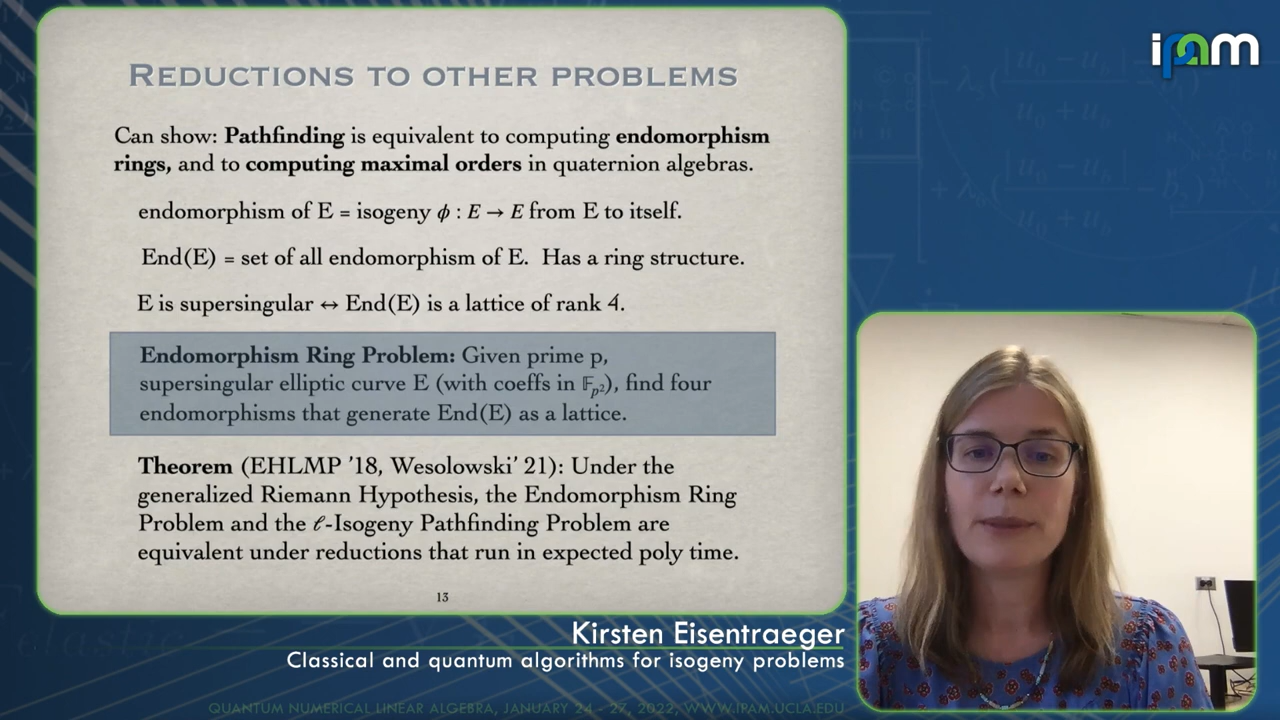 REDUCTIONS TO OTHER PROBLEMS
Can show: Pathfinding is equivalent to computing endomorphism
rings, and to computing maximal orders in quaternion algebras.
endomorphism of E = isogeny ϕ : E → E from E to itself.
End(E) = set of all endomorphism of E. Has a ring structure.
E is supersingular ↔ End(E) is a lattice of rank 4.
Endomorphism Ring Problem: Given prime p,
supersingular elliptic curve E (with coeffs in 𝔽_{p²}), find four
endomorphisms that generate End(E) as a lattice.
Theorem (EHLMP '18, Wesolowski' 21): Under the
generalized Riemann Hypothesis, the Endomorphism Ring
Problem and the ℓ-Isogeny Pathfinding Problem are
equivalent under reductions that run in expected poly time.
13
ipam
Kirsten Eisentraeger
Classical and quantum algorithms for isogeny problems
QUANTUM NUMERICAL LINEAR ALGEBRA, JANUARY 24 - 27, 2022, WWW.IPAM.UCLA.EDU